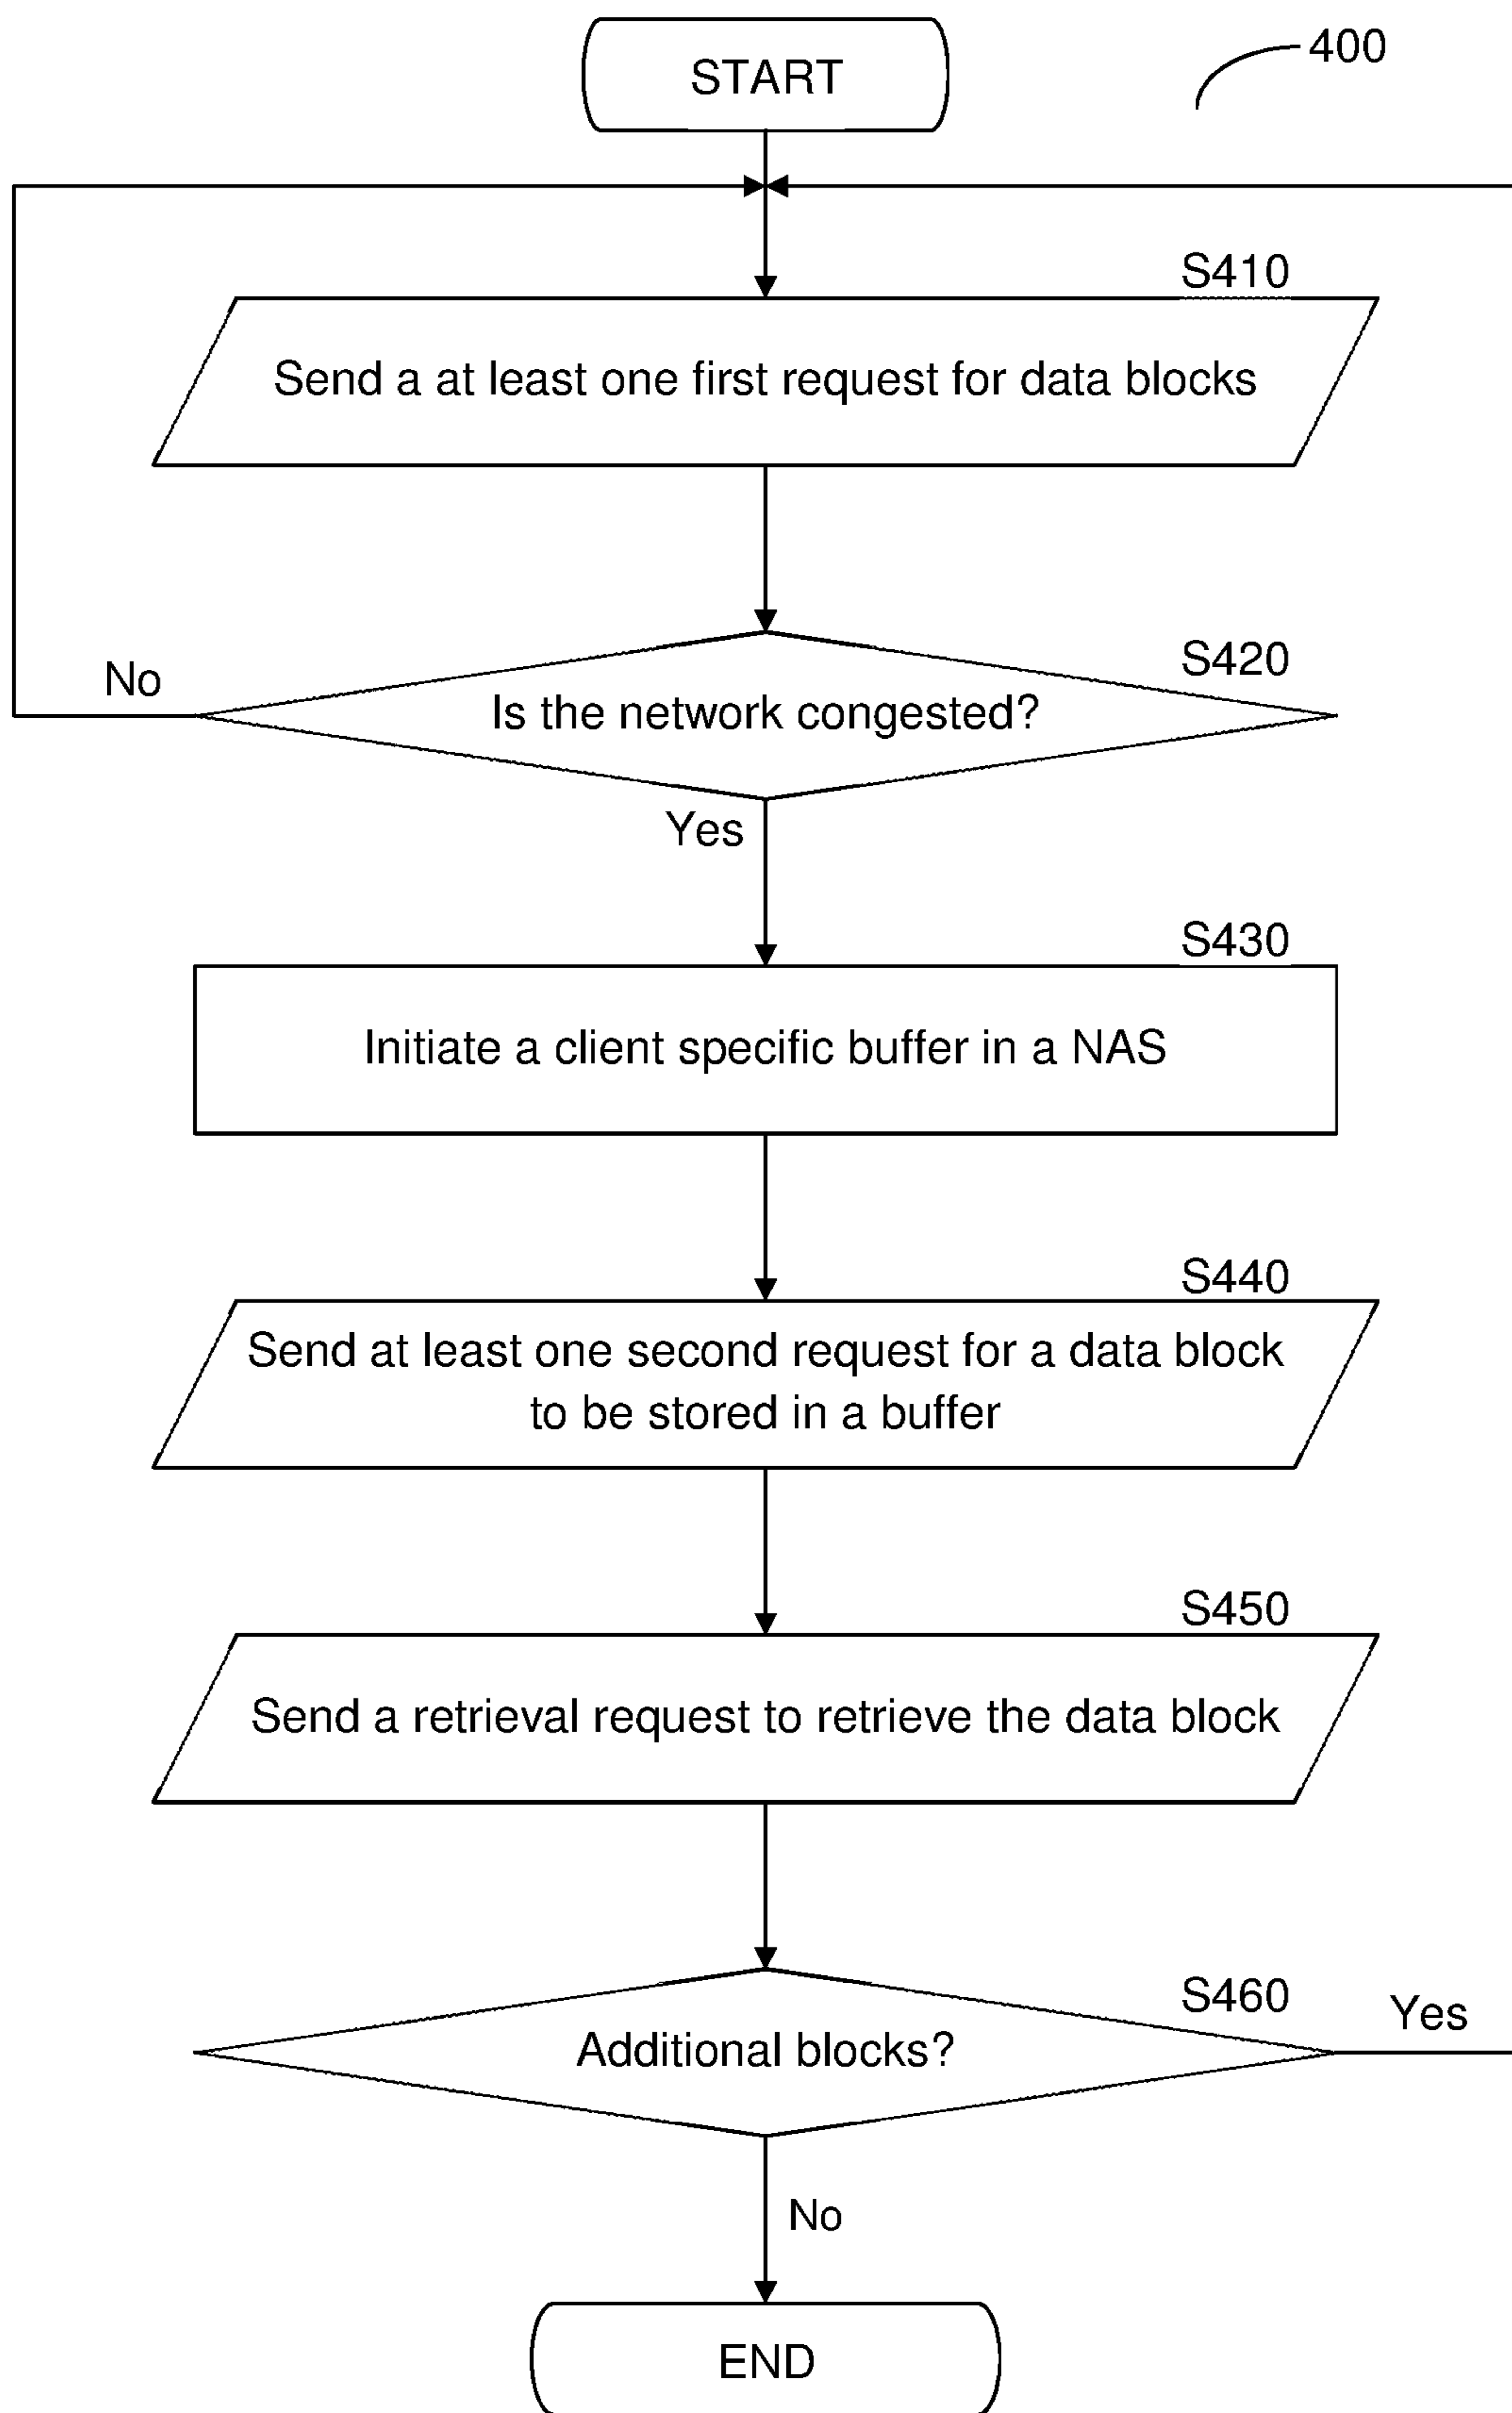 START
400
S410
Send a at least one first request for data blocks
S420
No
Is the network congested?
Yes
S430
Initiate a client specific buffer in a NAS
S440
Send at least one second request for a data block
to be stored in a buffer
S450
Send a retrieval request to retrieve the data block
S460
Yes
Additional blocks?
No
END